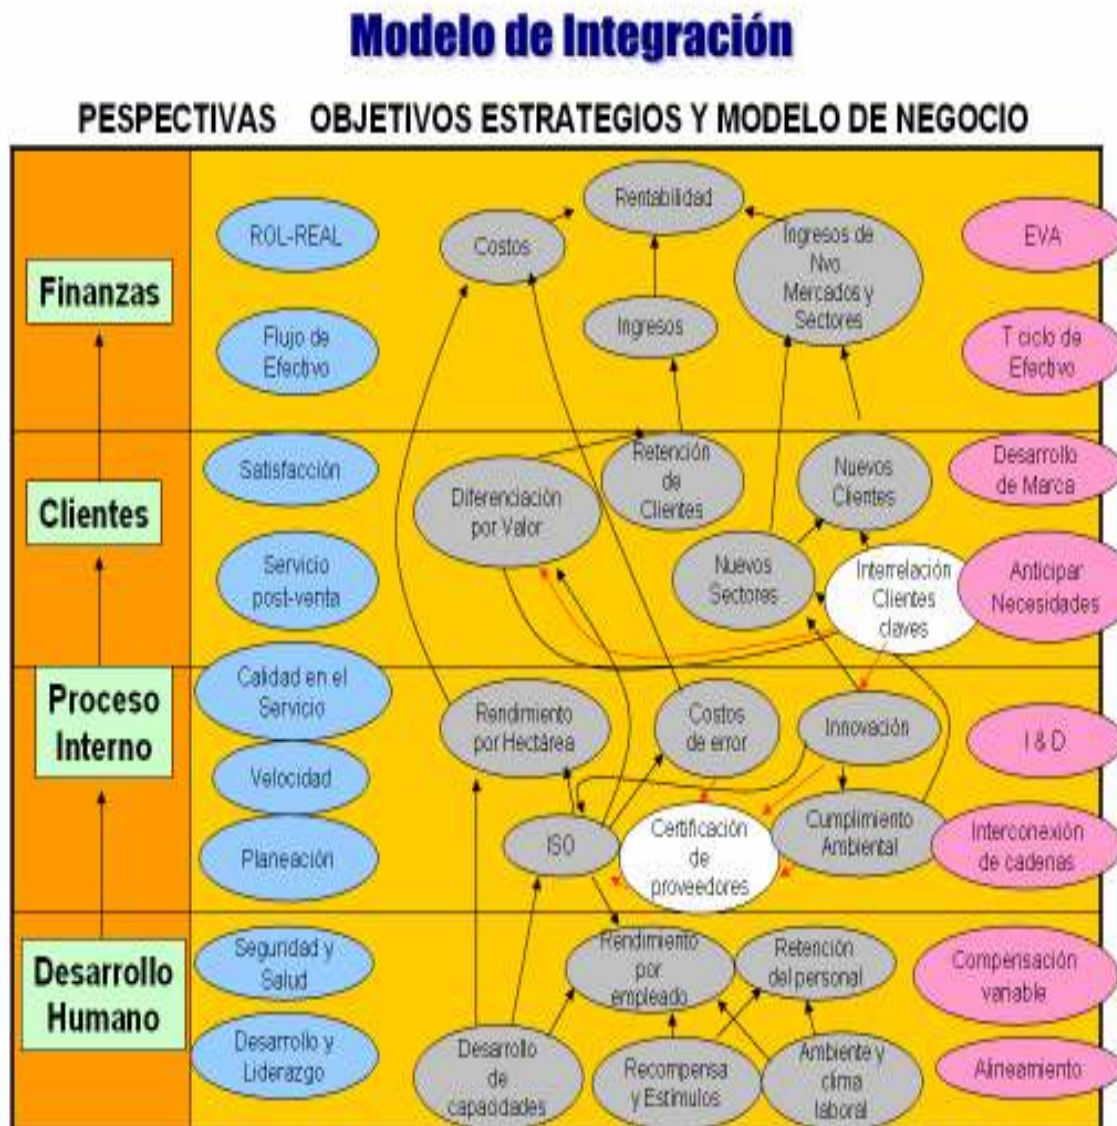 Modelo de Integración
PESPECTIVAS OBJETIVOS ESTRATEGIOS Y MODELO DE NEGOCIO
Finanzas
ROL-REAL
Flujo de
Efectivo
Costos
Rentabilidad
Ingresos
Ingresos de
Nvo
Mercados y
Sectores
EVA
T ciclo de
Efectivo
Clientes
Satisfacción
Servicio
post-venta
Diferenciación
por Valor
Retención
de
Clientes
Nuevos
Clientes
Nuevos
Sectores
Interrelación
Clientes
claves
Desarrollo
de Marca
Anticipar
Necesidades
Proceso
Interno
Calidad en el
Servicio
Velocidad
Planeación
Rendimiento
por Hectárea
Costos
de error
Innovación
ISO
Certificación
de
proveedores
Cumplimiento
Ambiental
I & D
Interconexión
de cadenas
Desarrollo
Humano
Seguridad y
Salud
Desarrollo y
Liderazgo
Rendimiento
por
empleado
Retención
del personal
Desarrollo
de
capacidades
Recompensa
y Estímulos
Ambiente y
clima
laboral
Compensación
variable
Alineamiento